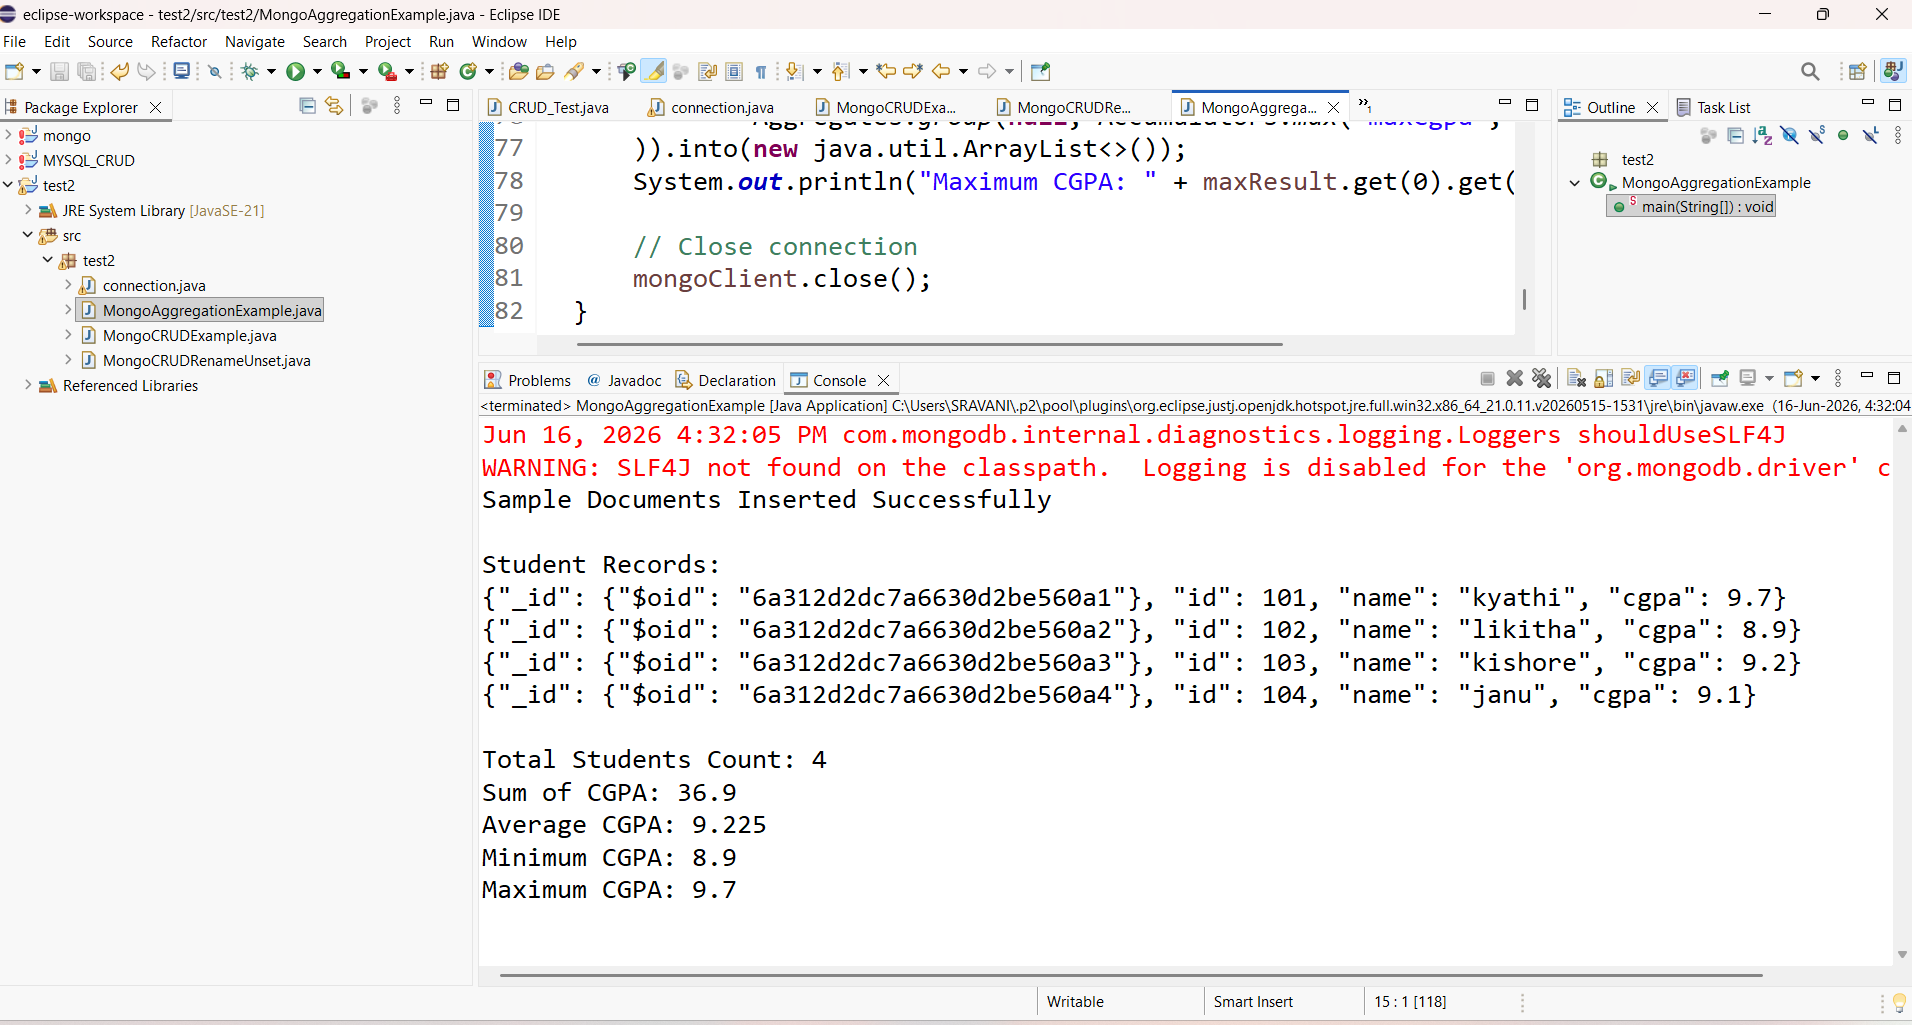 eclipse-workspace - test2/src/test2/MongoAggregationExample.java - Eclipse IDE
File Edit Source Refactor Navigate Search Project Run Window Help
Package Explorer
mongo
MYSQL_CRUD
test2
JRE System Library [JavaSE-21]
src
test2
connection.java
MongoAggregationExample.java
MongoCRUDExample.java
MongoCRUDRenameUnset.java
Referenced Libraries
CRUD_Test.java connection.java MongoCRUDExa... MongoCRUDRe... MongoAggrega... »1
77 )).into(new java.util.ArrayList<>());
78 System.out.println("Maximum CGPA: " + maxResult.get(0).get(
79
80 // Close connection
81 mongoClient.close();
82 }
Outline Task List
test2
MongoAggregationExample
main(String[]) : void
Problems @ Javadoc Declaration Console
<terminated> MongoAggregationExample [Java Application] C:\Users\SRAVANI\.p2\pool\plugins\org.eclipse.justj.openjdk.hotspot.jre.full.win32.x86_64_21.0.11.v20260515-1531\jre\bin\javaw.exe (16-Jun-2026, 4:32:04
Jun 16, 2026 4:32:05 PM com.mongodb.internal.diagnostics.logging.Loggers shouldUseSLF4J
WARNING: SLF4J not found on the classpath.  Logging is disabled for the 'org.mongodb.driver' c
Sample Documents Inserted Successfully
Student Records:
{"_id": {"$oid": "6a312d2dc7a6630d2be560a1"}, "id": 101, "name": "kyathi", "cgpa": 9.7}
{"_id": {"$oid": "6a312d2dc7a6630d2be560a2"}, "id": 102, "name": "likitha", "cgpa": 8.9}
{"_id": {"$oid": "6a312d2dc7a6630d2be560a3"}, "id": 103, "name": "kishore", "cgpa": 9.2}
{"_id": {"$oid": "6a312d2dc7a6630d2be560a4"}, "id": 104, "name": "janu", "cgpa": 9.1}
Total Students Count: 4
Sum of CGPA: 36.9
Average CGPA: 9.225
Minimum CGPA: 8.9
Maximum CGPA: 9.7
Writable Smart Insert 15 : 1 [118]